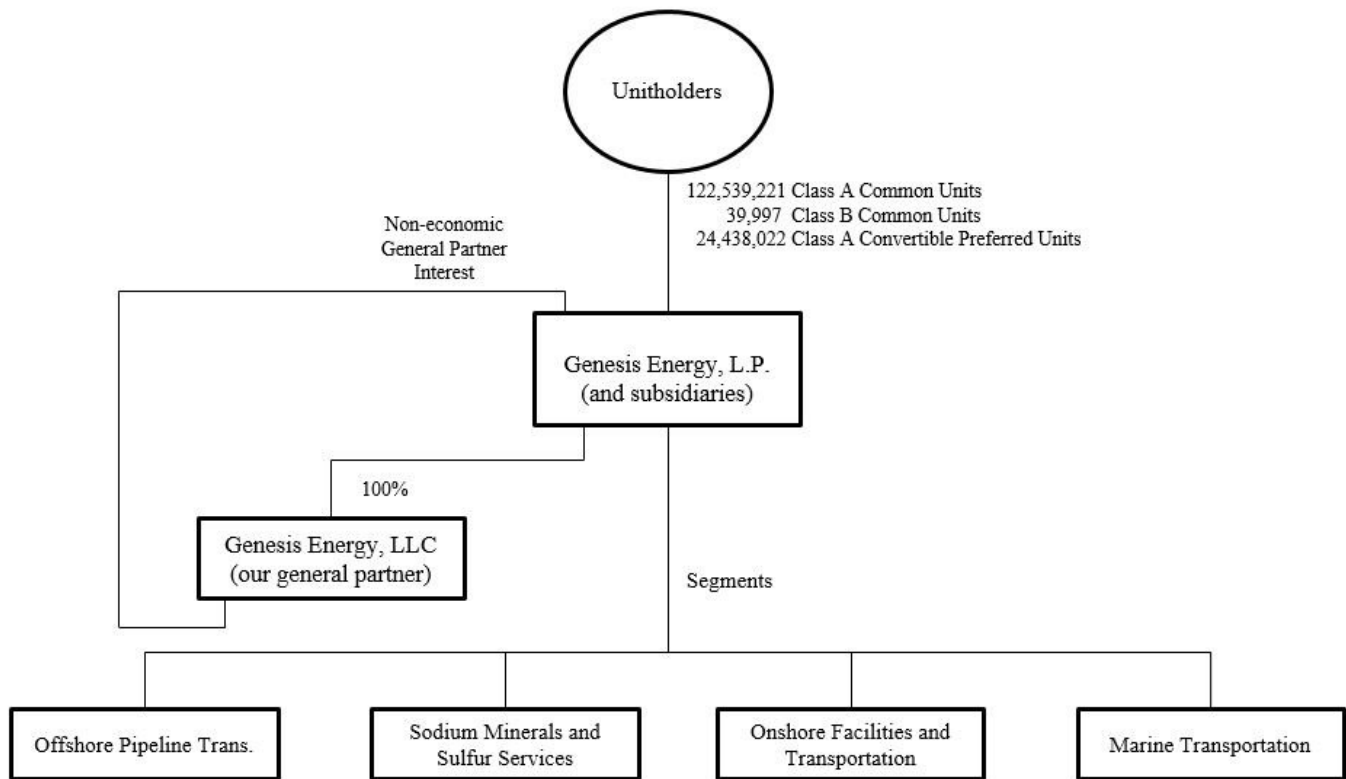 Unitholders
122,539,221 Class A Common Units
39,997 Class B Common Units
24,438,022 Class A Convertible Preferred Units
Non-economic
General Partner
Interest
Genesis Energy, L.P.
(and subsidiaries)
100%
Genesis Energy, LLC
(our general partner)
Segments
Offshore Pipeline Trans.
Sodium Minerals and
Sulfur Services
Onshore Facilities and
Transportation
Marine Transportation